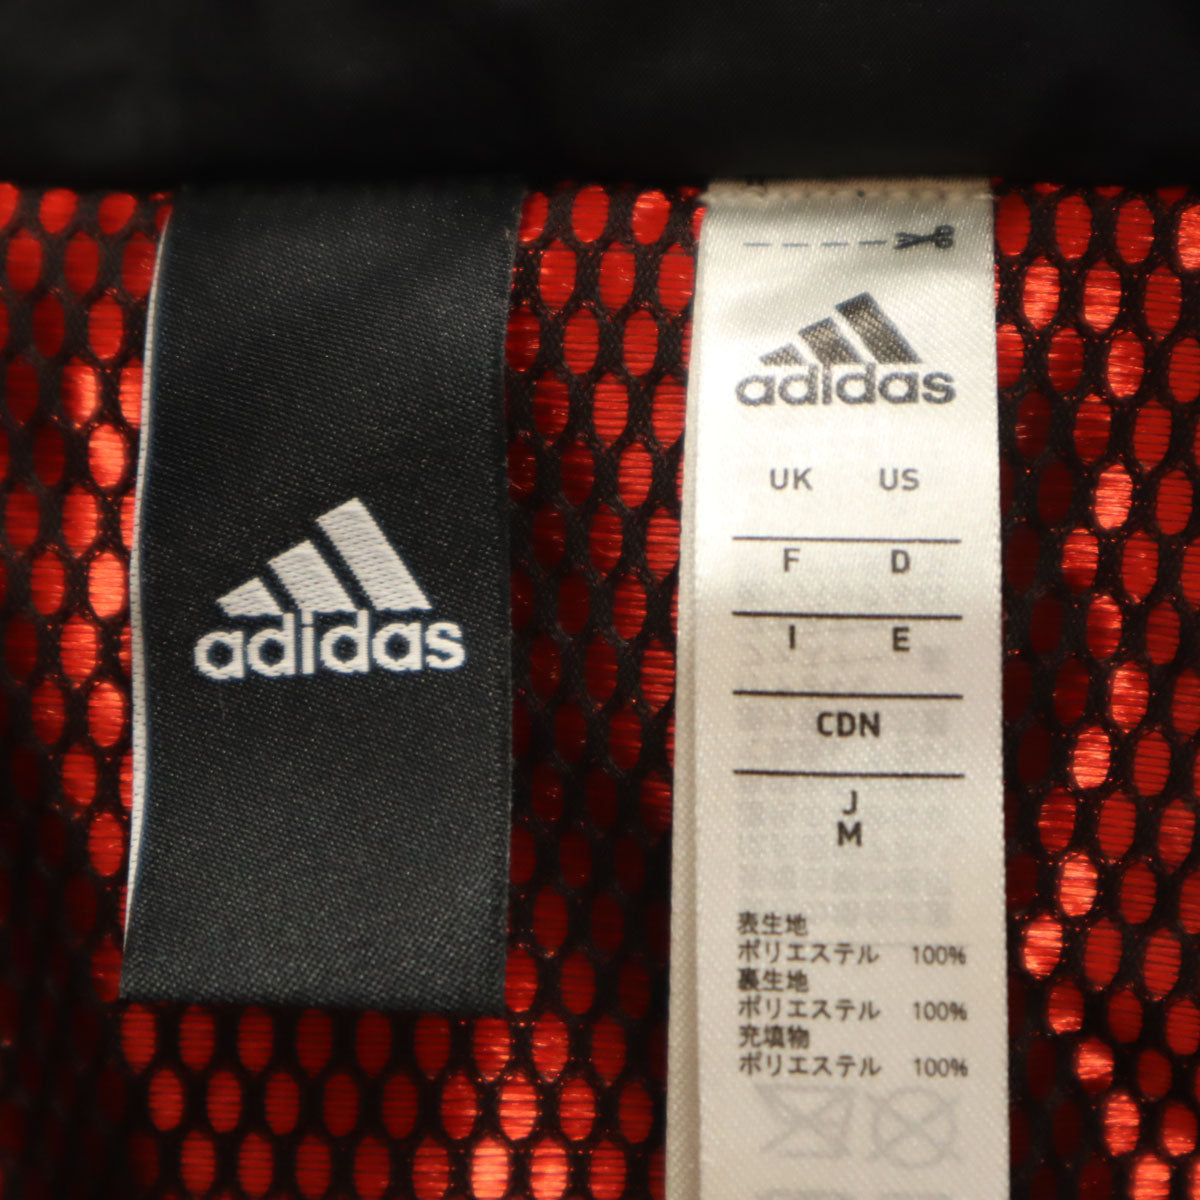 adidas
adidas
UK US
F D
I E
CDN
J
M
表生地
ポリエステル 100%
裏生地
ポリエステル 100%
充填物
ポリエステル 100%